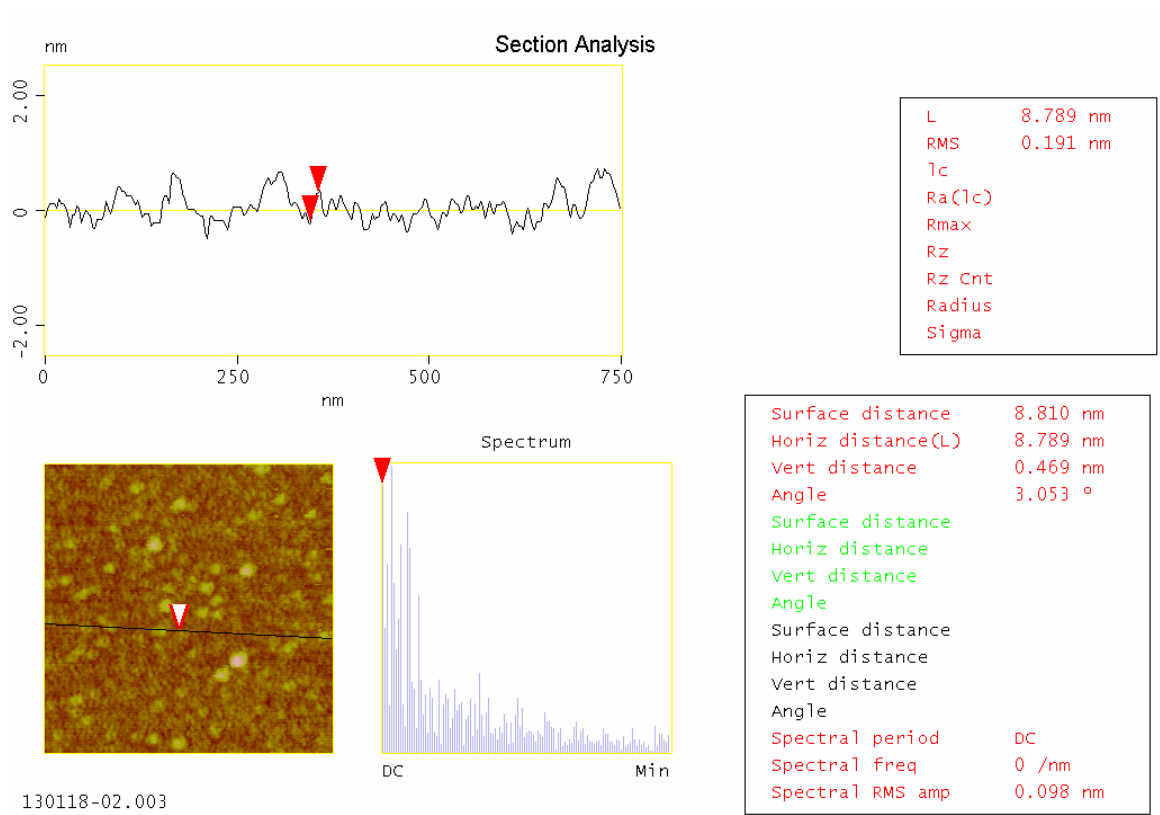 Section Analysis
nm
2.00
0
-2.00
0 250 500 750
nm
L 8.789 nm
RMS 0.191 nm
lc
Ra(lc)
Rmax
Rz
Rz Cnt
Radius
Sigma
Spectrum
DC Min
Surface distance 8.810 nm
Horiz distance(L) 8.789 nm
Vert distance 0.469 nm
Angle 3.053 º
Surface distance
Horiz distance
Vert distance
Angle
Surface distance
Horiz distance
Vert distance
Angle
Spectral period DC
Spectral freq 0 /nm
Spectral RMS amp 0.098 nm
130118-02.003